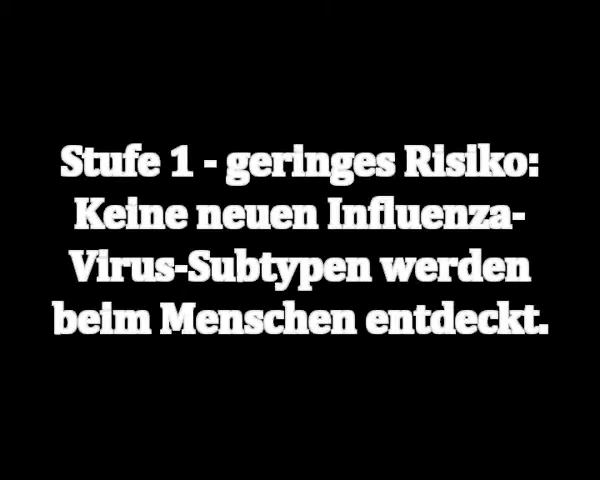 Stufe 1 - geringes Risiko:
Keine neuen Influenza-
Virus-Subtypen werden
beim Menschen entdeckt.